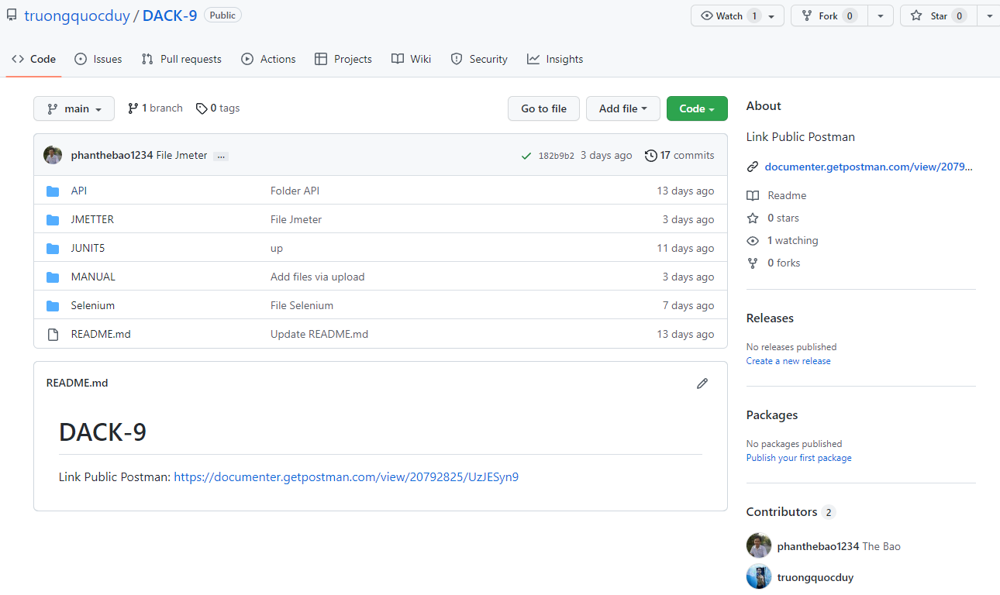 truongquocduy / DACK-9 Public
Watch 1 Fork 0 Star 0
Code Issues Pull requests Actions Projects Wiki Security Insights
main 1 branch 0 tags Go to file Add file Code
phanthebao1234 File Jmeter ... 182b9b2 3 days ago 17 commits
API Folder API 13 days ago
JMETTER File Jmeter 3 days ago
JUNIT5 up 11 days ago
MANUAL Add files via upload 3 days ago
Selenium File Selenium 7 days ago
README.md Update README.md 13 days ago
README.md
DACK-9
Link Public Postman: https://documenter.getpostman.com/view/20792825/UzJESyn9
About
Link Public Postman
documenter.getpostman.com/view/2079...
Readme
0 stars
1 watching
0 forks
Releases
No releases published
Create a new release
Packages
No packages published
Publish your first package
Contributors 2
phanthebao1234 The Bao
truongquocduy